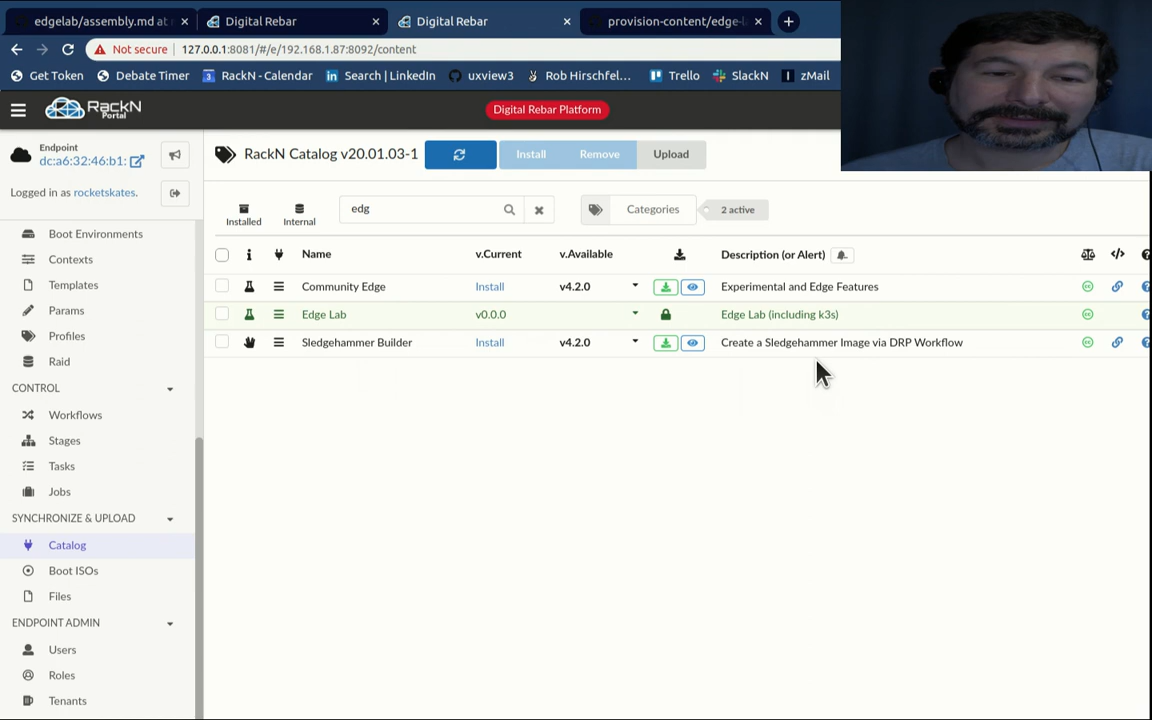 edgelab/assembly.md at
Digital Rebar
Digital Rebar
provision-content/edge-l
Not secure
127.0.0.1:8081/#/e/192.168.1.87:8092/content
Get Token
Debate Timer
RackN - Calendar
Search | LinkedIn
uxview3
Rob Hirschfel...
Trello
SlackN
zMail
RackN
Portal
Digital Rebar Platform
Endpoint
dc:a6:32:46:b1:
Logged in as rocketskates.
RackN Catalog v20.01.03-1
Install
Remove
Upload
Installed
Internal
edg
Categories
2 active
Name
v.Current
v.Available
Description (or Alert)
Community Edge
Install
v4.2.0
Experimental and Edge Features
Edge Lab
v0.0.0
Edge Lab (including k3s)
Sledgehammer Builder
Install
v4.2.0
Create a Sledgehammer Image via DRP Workflow
Boot Environments
Contexts
Templates
Params
Profiles
Raid
CONTROL
Workflows
Stages
Tasks
Jobs
SYNCHRONIZE & UPLOAD
Catalog
Boot ISOs
Files
ENDPOINT ADMIN
Users
Roles
Tenants